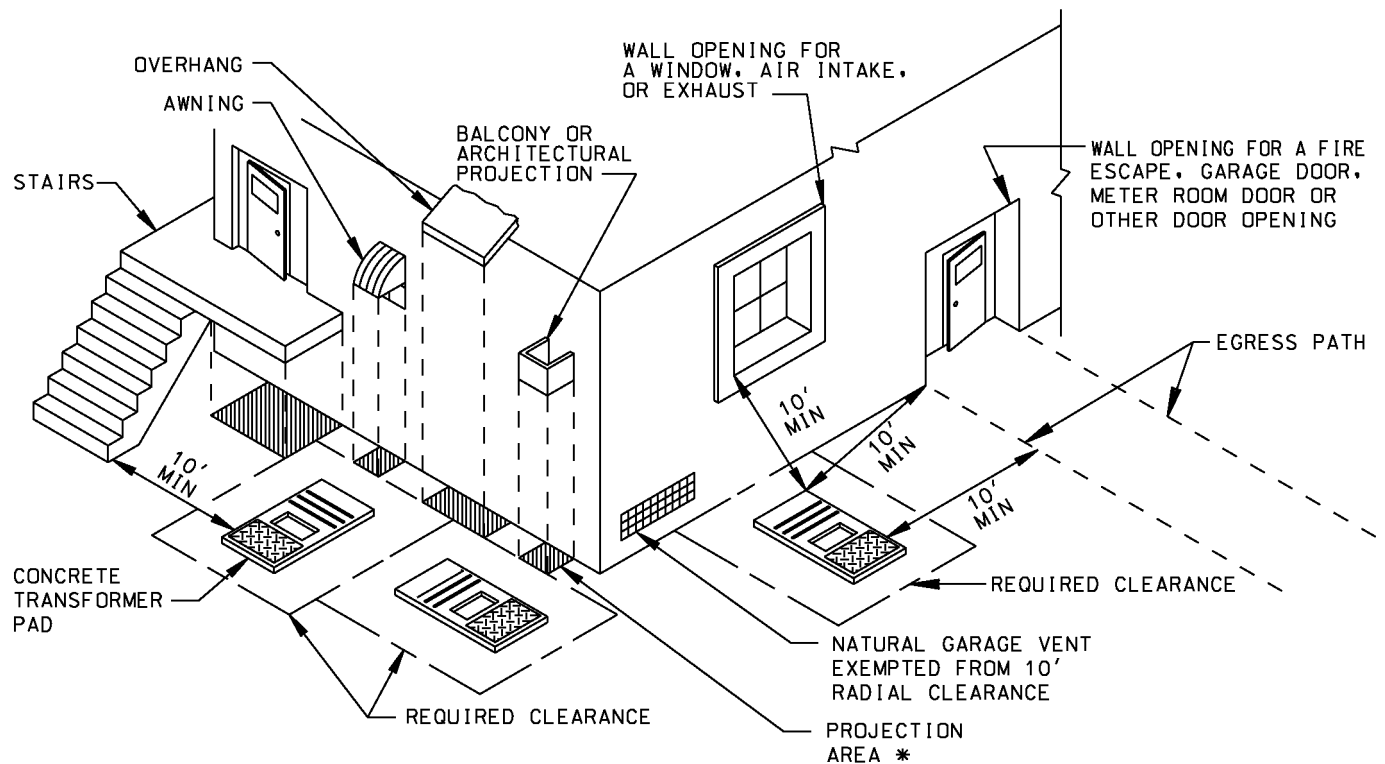 OVERHANG
AWNING
STAIRS
BALCONY OR
ARCHITECTURAL
PROJECTION
WALL OPENING FOR
A WINDOW, AIR INTAKE,
OR EXHAUST
WALL OPENING FOR A FIRE
ESCAPE, GARAGE DOOR,
METER ROOM DOOR OR
OTHER DOOR OPENING
EGRESS PATH
10'
MIN
10'
MIN
10'
MIN
10'
MIN
CONCRETE
TRANSFORMER
PAD
REQUIRED CLEARANCE
NATURAL GARAGE VENT
EXEMPTED FROM 10'
RADIAL CLEARANCE
REQUIRED CLEARANCE
PROJECTION
AREA *